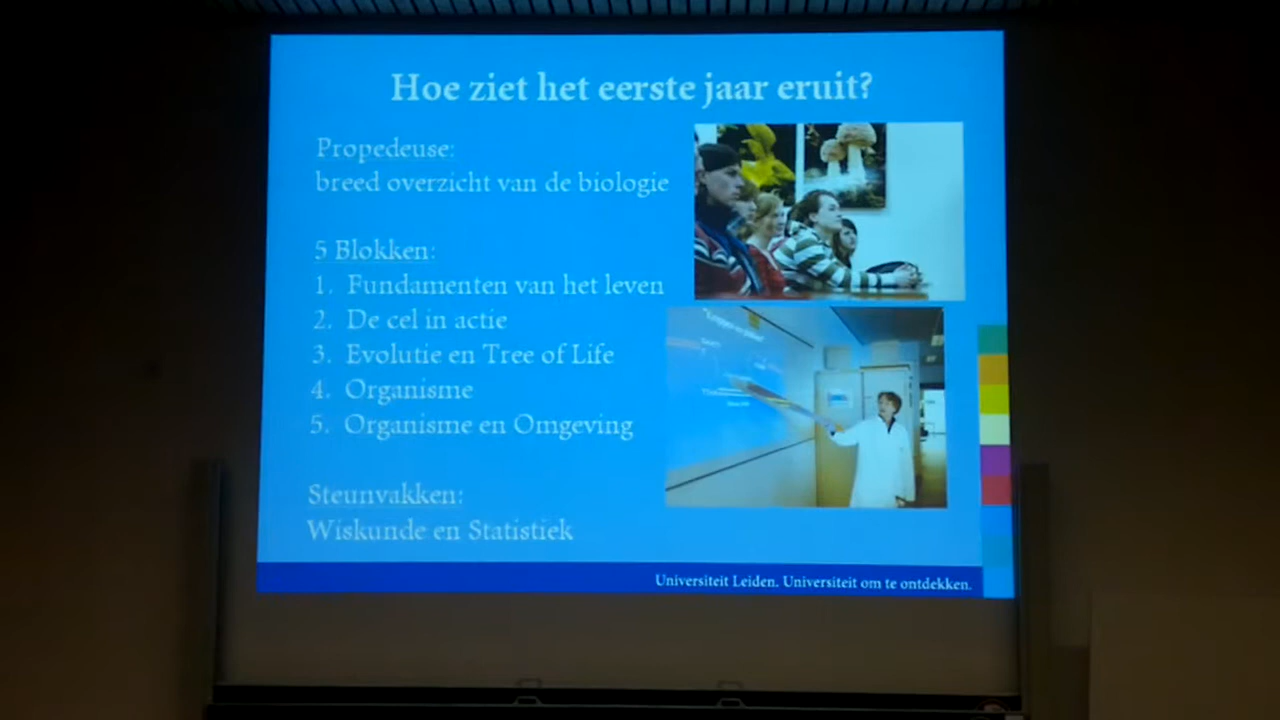 Hoe ziet het eerste jaar eruit?
Propedeuse:
breed overzicht van de biologie
5 Blokken:
1. Fundamenten van het leven
2. De cel in actie
3. Evolutie en Tree of Life
4. Organisme
5. Organisme en Omgeving
Steunvakken:
Wiskunde en Statistiek
Universiteit Leiden. Universiteit om te ontdekken.